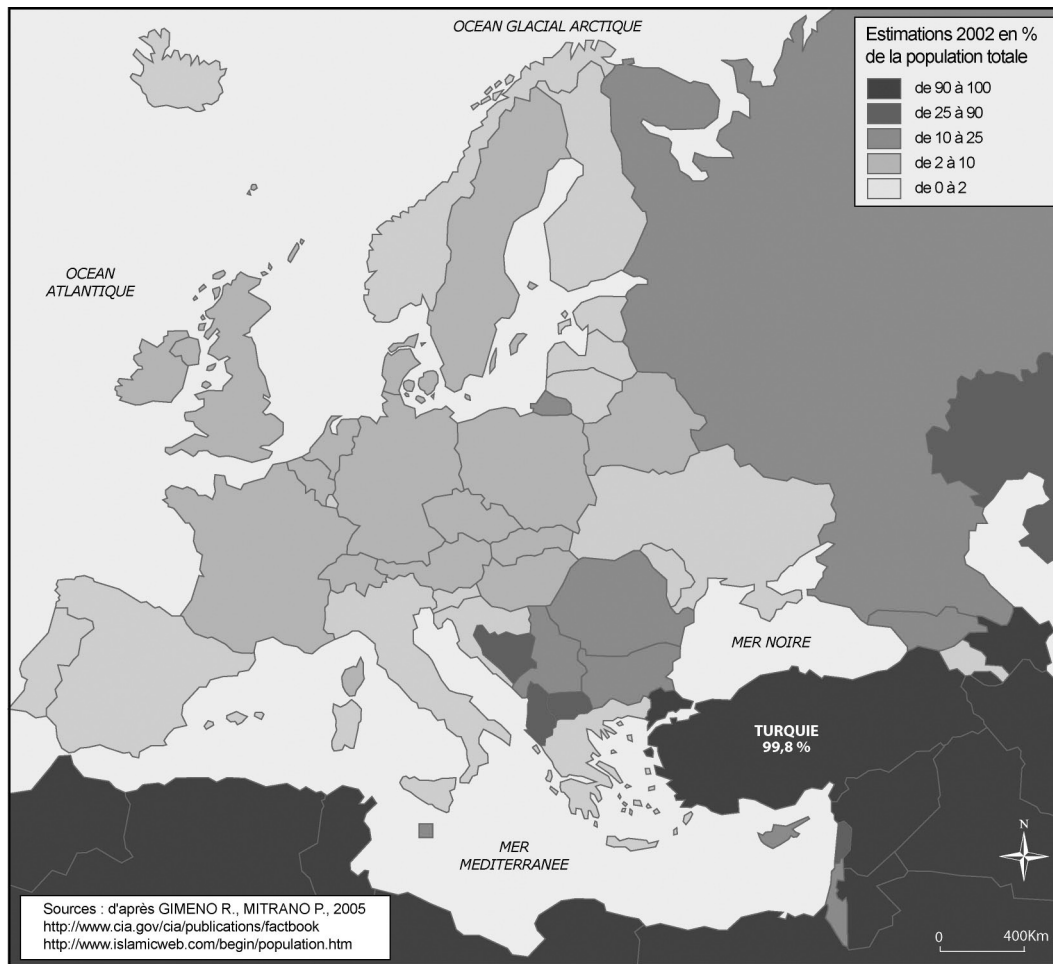 OCEAN GLACIAL ARCTIQUE
Estimations 2002 en %
de la population totale
de 90 à 100
de 25 à 90
de 10 à 25
de 2 à 10
de 0 à 2
OCEAN
ATLANTIQUE
MER NOIRE
TURQUIE
99,8 %
MER
MEDITERRANEE
N
0 400Km
Sources : d'après GIMENO R., MITRANO P., 2005
http://www.cia.gov/cia/publications/factbook
http://www.islamicweb.com/begin/population.htm